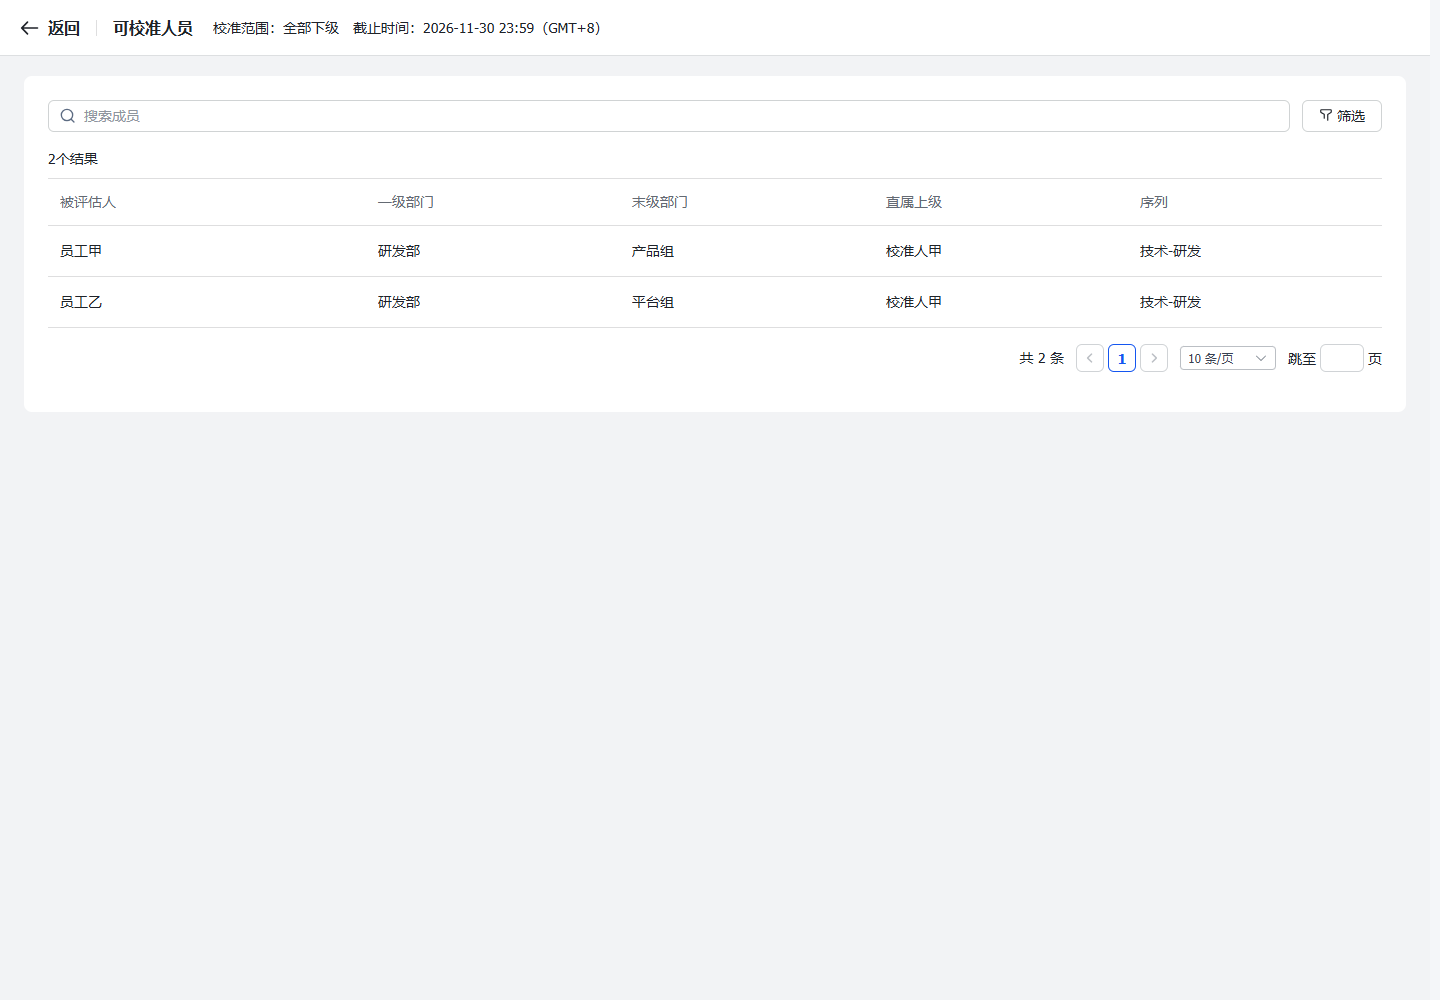 返回 可校准人员 校准范围：全部下级 截止时间：2026-11-30 23:59（GMT+8）
搜索成员 筛选
2个结果
被评估人 一级部门 末级部门 直属上级 序列
员工甲 研发部 产品组 校准人甲 技术-研发
员工乙 研发部 平台组 校准人甲 技术-研发
共 2 条 1 10 条/页 跳至 页